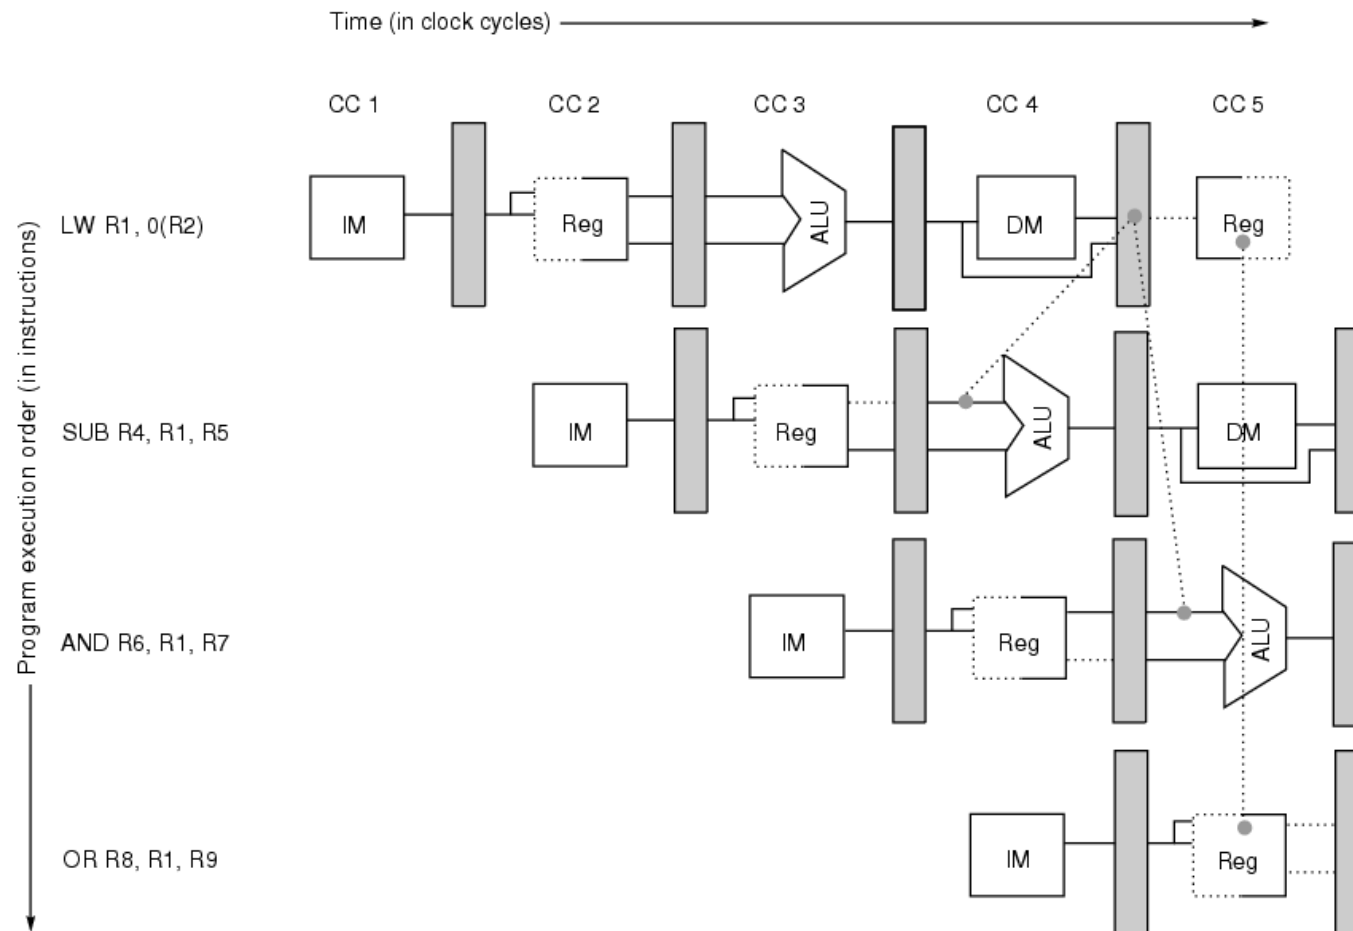 Time (in clock cycles)
CC 1 CC 2 CC 3 CC 4 CC 5
Program execution order (in instructions)
LW R1, 0(R2) IM Reg ALU DM Reg
SUB R4, R1, R5 IM Reg ALU DM
AND R6, R1, R7 IM Reg ALU
OR R8, R1, R9 IM Reg